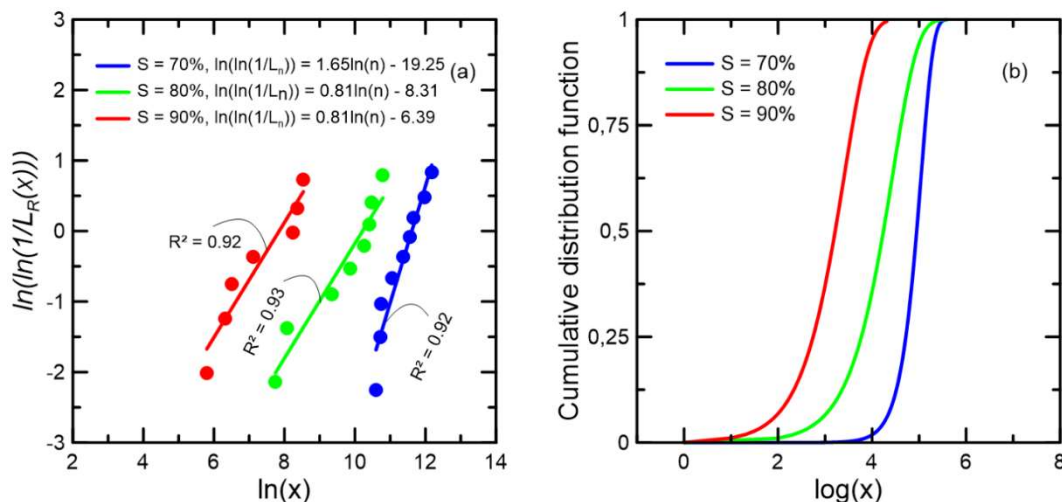 S = 70%, ln(ln(1/Lₙ)) = 1.65ln(n) - 19.25
(a)
S = 80%, ln(ln(1/Ln)) = 0.81ln(n) - 8.31
S = 90%, ln(ln(1/Lₙ)) = 0.81ln(n) - 6.39
3
2
1
0
-1
-2
-3
ln(ln(1/L_R(x)))
R² = 0.92
R² = 0.93
R² = 0.92
2 4 6 8 10 12 14
ln(x)
(b)
S = 70%
S = 80%
S = 90%
1
0,75
0,5
0,25
0
Cumulative distribution function
0 2 4 6 8
log(x)